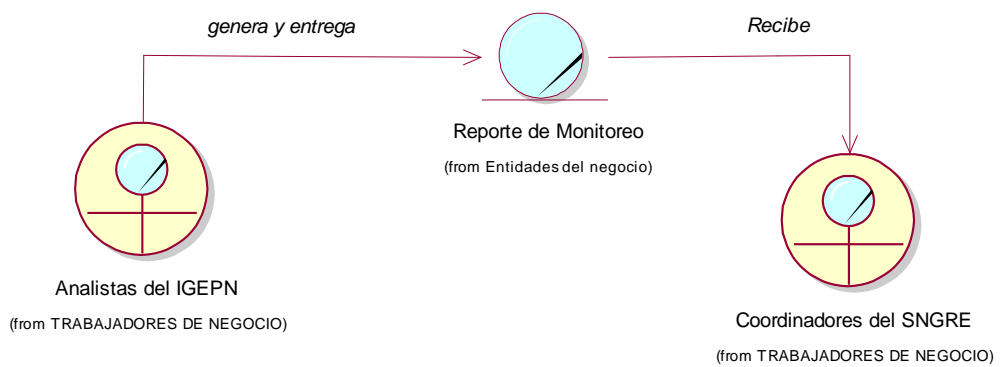 genera y entrega
Recibe
Reporte de Monitoreo
(from Entidades del negocio)
Analistas del IGEPN
(from TRABAJADORES DE NEGOCIO)
Coordinadores del SNGRE
(from TRABAJADORES DE NEGOCIO)